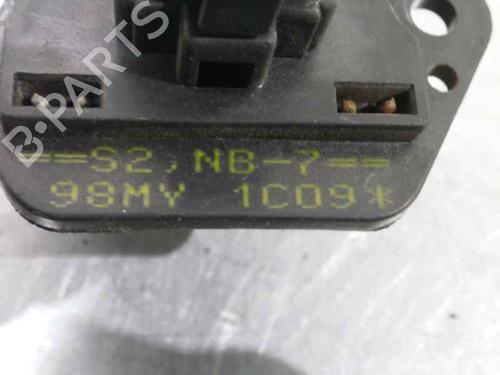 B-PARTS
==S2, NB-7==
98MY 1C09*